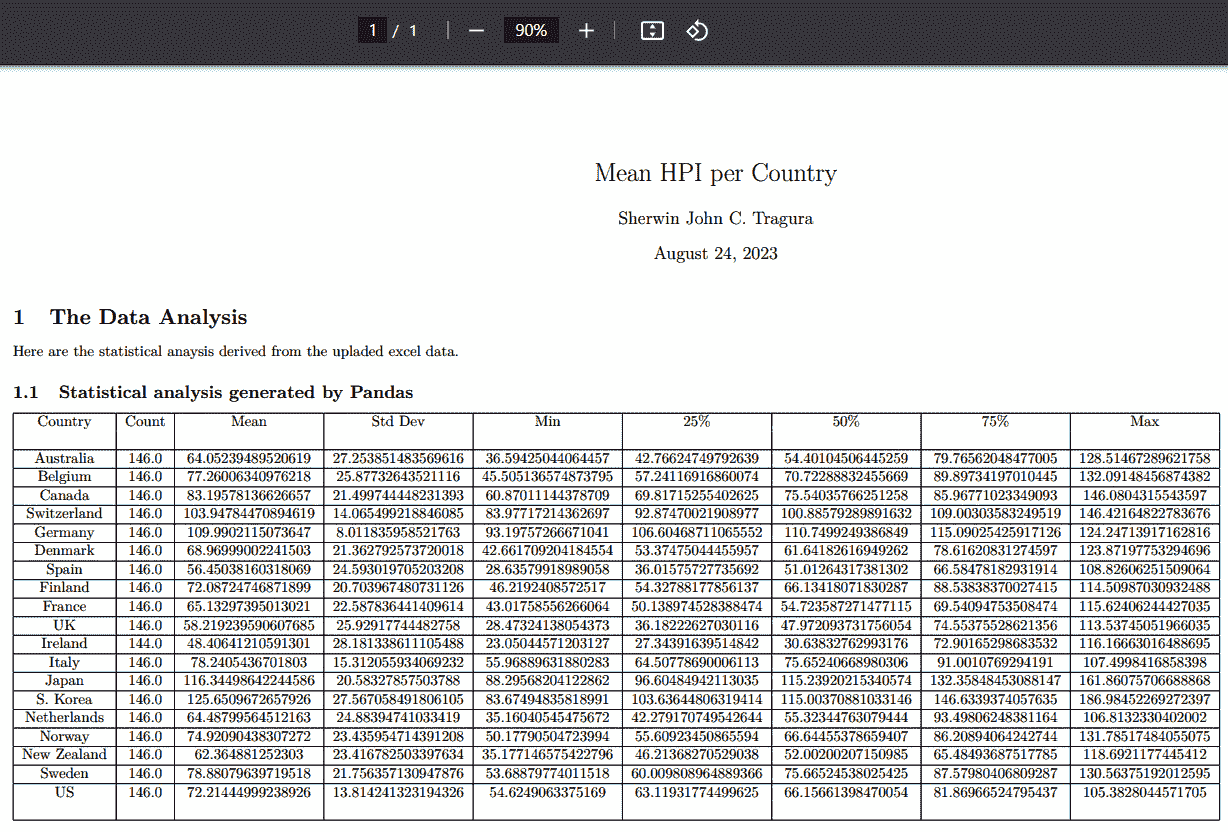 1 / 1 90%
Mean HPI per Country
Sherwin John C. Tragura
August 24, 2023
1 The Data Analysis
Here are the statistical anaysis derived from the upladed excel data.
1.1 Statistical analysis generated by Pandas
Country Count Mean Std Dev Min 25% 50% 75% Max
Australia 146.0 64.05239489520619 27.253851483569616 36.59425044064457 42.76624749792639 54.40104506445259 79.76562048477005 128.51467289621758
Belgium 146.0 77.26006340976218 25.87732643521116 45.505136574873795 57.24116916860074 70.72288832455669 89.89734197010445 132.09148456874382
Canada 146.0 83.19578136626657 21.499744448231393 60.87011144378709 69.81715255402625 75.54035766251258 85.96771023349093 146.0804315543597
Switzerland 146.0 103.94784470894619 14.065499218846085 83.97717214362697 92.87470021908977 100.88579289891632 109.00303583249519 146.42164822783676
Germany 146.0 109.9902115073647 8.011835958521763 93.19757266671041 106.60468711065552 110.7499249386849 115.09025425917126 124.24713917162816
Denmark 146.0 68.96999002241503 21.362792573720018 42.661709204184554 53.37475044455957 61.64182616949262 78.61620831274597 123.87197753294696
Spain 146.0 56.45038160318069 24.593019705203208 28.63579918989058 36.01575727735692 51.01264317381302 66.58478182931914 108.82606251509064
Finland 146.0 72.08724746871899 20.703967480731126 46.2192408572517 54.32788177856137 66.13418071830287 88.53838370027415 114.50987030932488
France 146.0 65.13297395013021 22.587836441409614 43.01758556266064 50.138974528388474 54.723587271477115 69.54094753508474 115.62406244427035
UK 146.0 58.219239590607685 25.92917744482758 28.47324138054373 36.18222627030116 47.972093731756054 74.55375528621356 113.53745051966035
Ireland 144.0 48.40641210591301 28.181338611105488 23.05044571203127 27.34391639514842 30.63832762993176 72.90165298683532 116.16663016488695
Italy 146.0 78.2405436701803 15.312055934069232 55.96889631880283 64.50778690006113 75.65240668980306 91.0010769294191 107.4998416858398
Japan 146.0 116.34498642244586 20.58327857503788 88.29568204122862 96.60484942113035 115.23920215340574 132.35848453088147 161.86075706688868
S. Korea 146.0 125.6509672657926 27.567058491806105 83.67494835818991 103.63644806319414 115.00370881033146 146.6339374057635 186.98452269272397
Netherlands 146.0 64.48799564512163 24.88394741033419 35.16040545475672 42.279170749542644 55.32344763079444 93.49806248381164 106.8132330402002
Norway 146.0 74.92090438307272 23.435954714391208 50.17790504723994 55.60923450865594 66.64455378659407 86.20894064242744 131.78517484055075
New Zealand 146.0 62.364881252303 23.416782503397634 35.177146575422796 46.21368270529038 52.00200207150985 65.48493687517785 118.6921177445412
Sweden 146.0 78.88079639719518 21.756357130947876 53.68879774011518 60.009808964889366 75.66524538025425 87.57980406809287 130.56375192012595
US 146.0 72.21444999238926 13.814241323194326 54.6249063375169 63.11931774499625 66.15661398470054 81.86966524795437 105.3828044571705